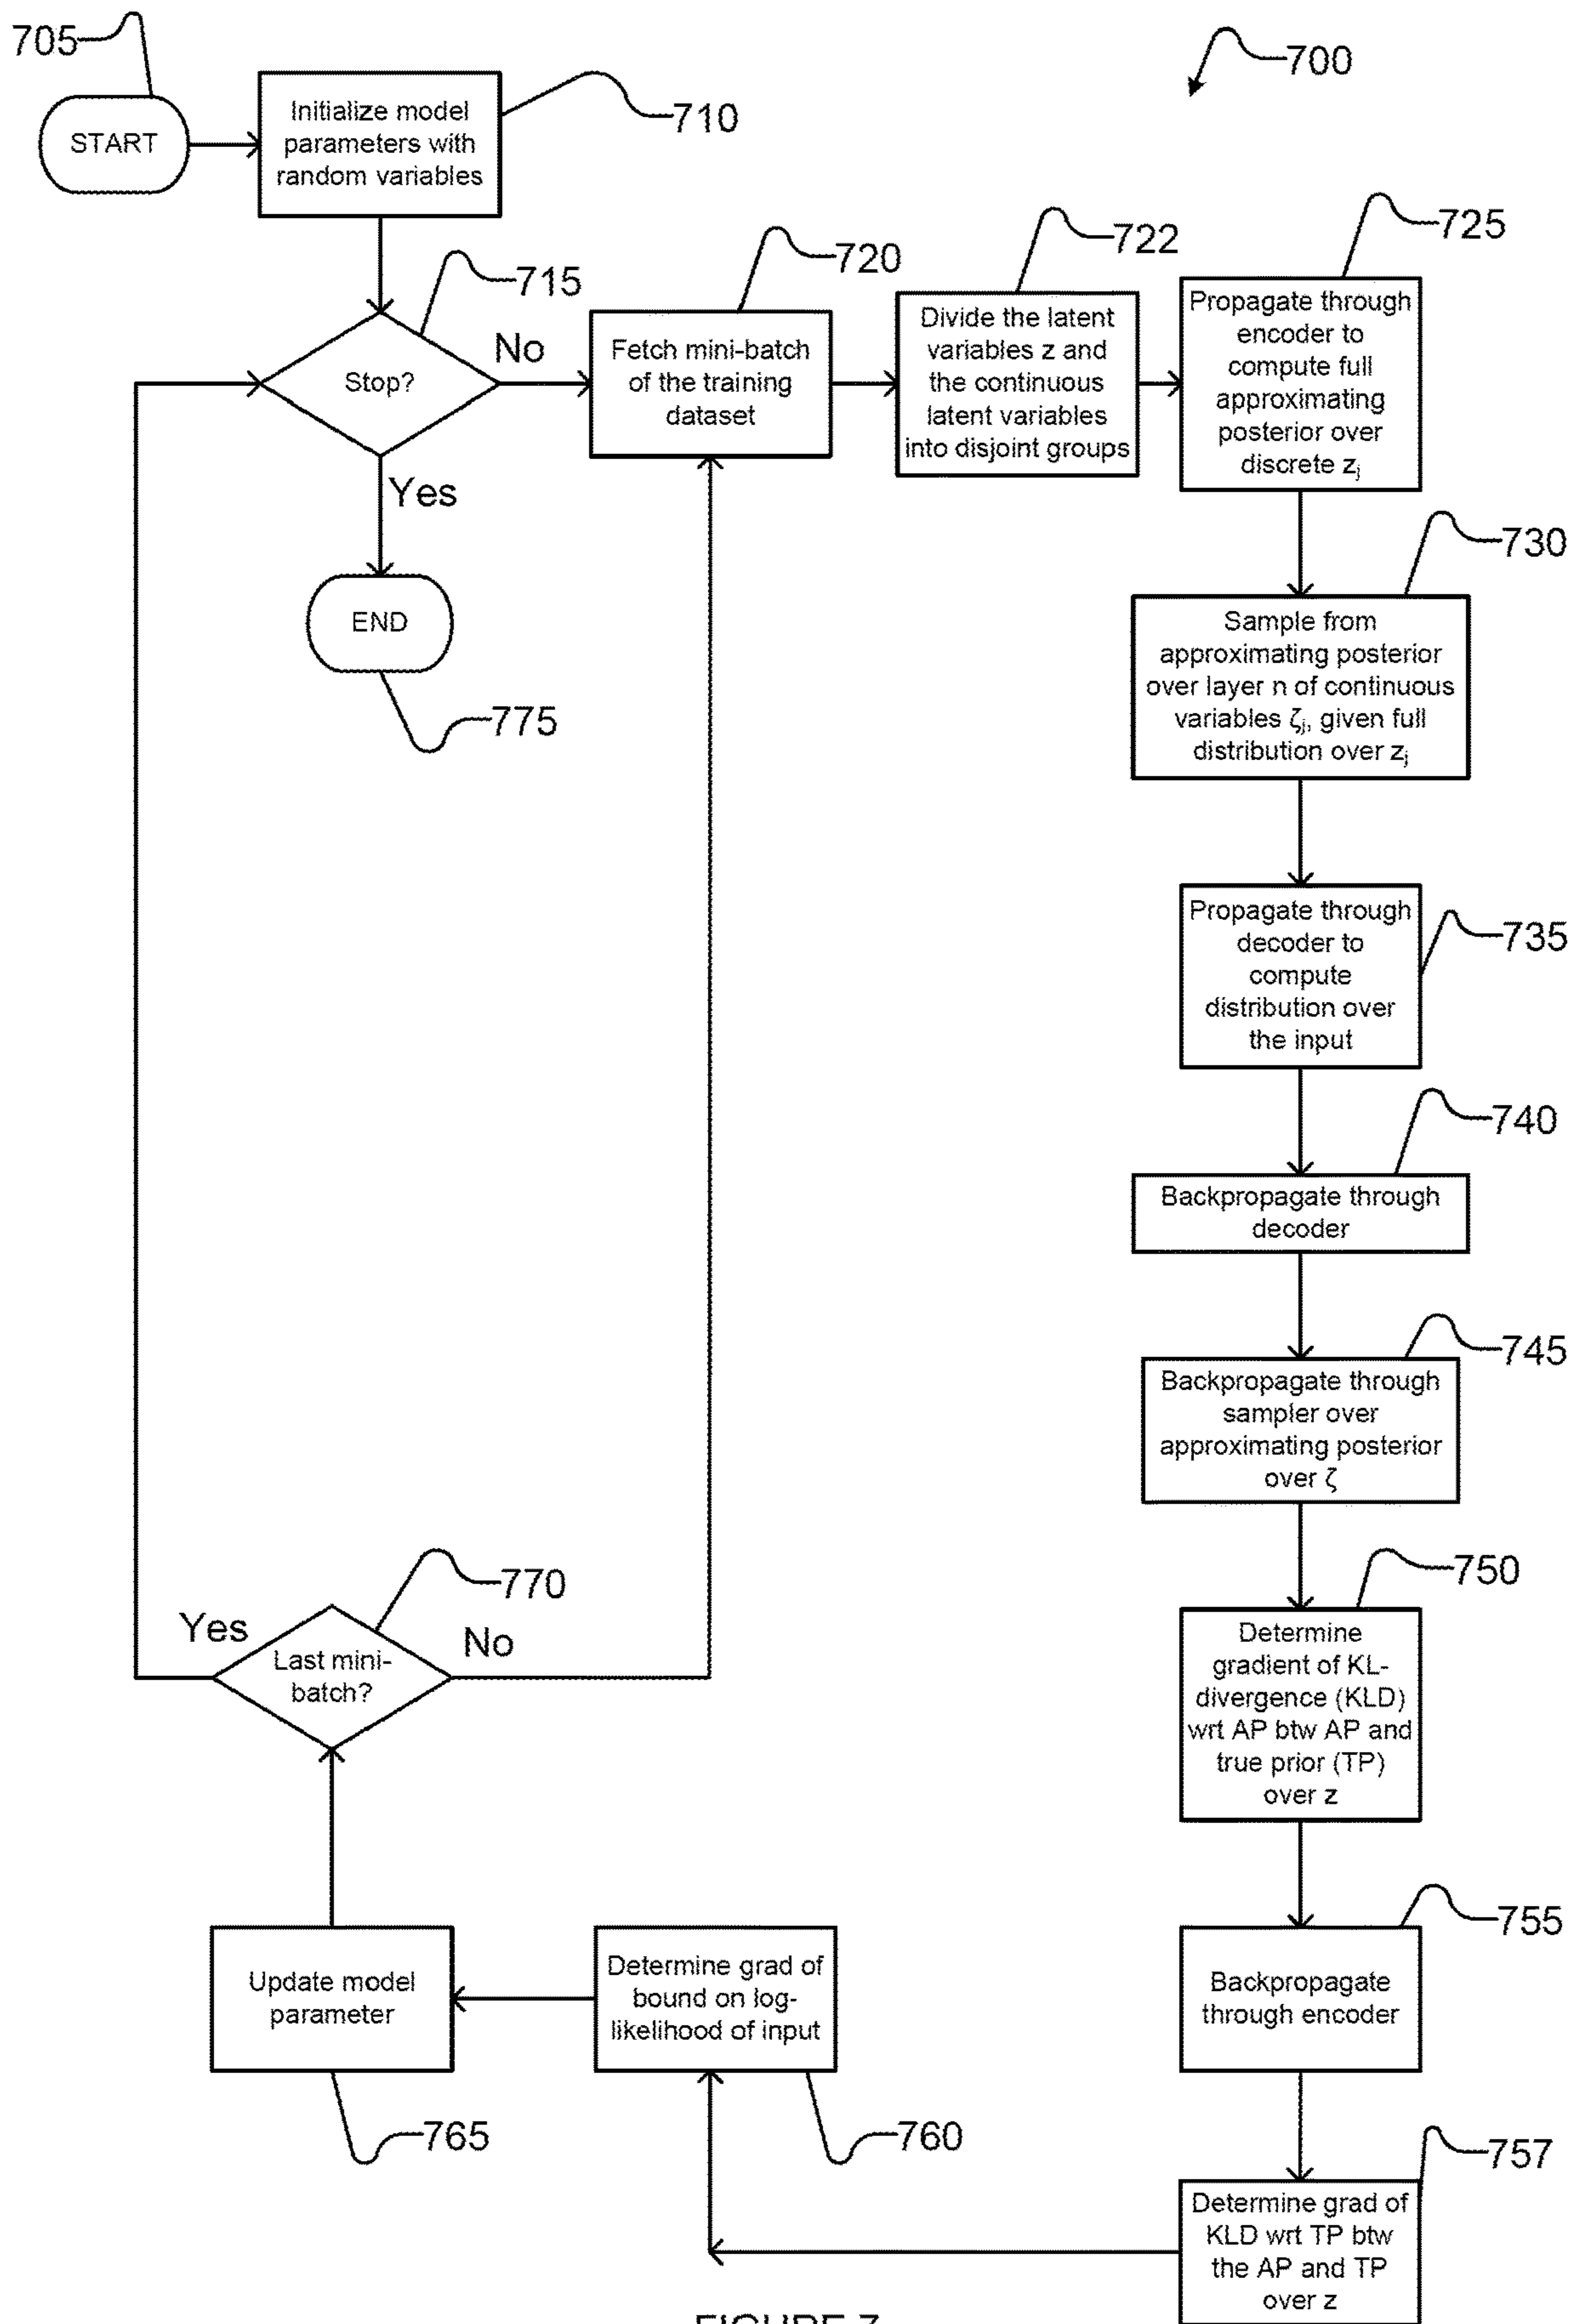 705
START
Initialize model
parameters with
random variables
710
700
715
Stop?
No
Yes
END
775
720
Fetch mini-batch
of the training
dataset
722
Divide the latent
variables z and
the continuous
latent variables
into disjoint groups
725
Propagate through
encoder to
compute full
approximating
posterior over
discrete zj
730
Sample from
approximating posterior
over layer n of continuous
variables ζj, given full
distribution over zj
735
Propagate through
decoder to
compute
distribution over
the input
740
Backpropagate through
decoder
745
Backpropagate through
sampler over
approximating posterior
over ζ
750
Determine
gradient of KL-
divergence (KLD)
wrt AP btw AP and
true prior (TP)
over z
755
Backpropagate
through encoder
757
Determine grad of
KLD wrt TP btw
the AP and TP
over z
760
Determine grad of
bound on log-
likelihood of input
765
Update model
parameter
770
Last mini-
batch?
Yes
No
FIGURE 7